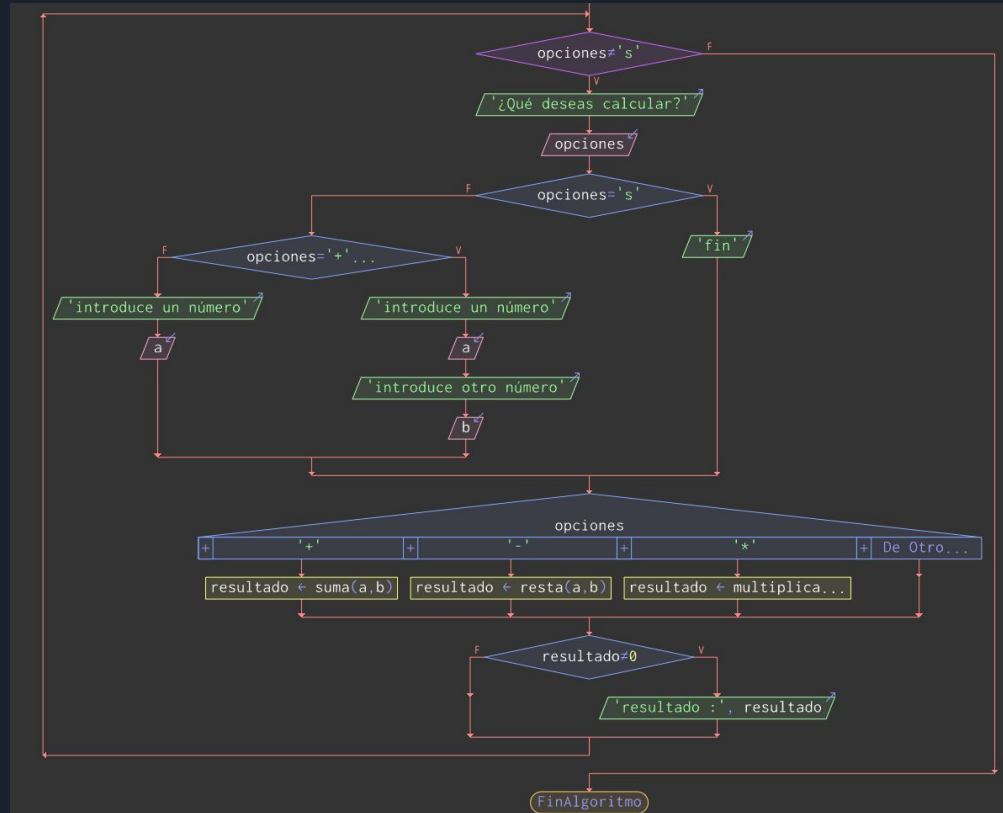 opciones≠'s'
F
V
'¿Qué deseas calcular?'
opciones
opciones='s'
F
V
'fin'
opciones='+'...
F
V
'introduce un número'
a
'introduce un número'
a
'introduce otro número'
b
opciones
+ '+' + '-' + '*' + De Otro...
resultado ← suma(a,b)
resultado ← resta(a,b)
resultado ← multiplica...
resultado≠0
F
V
'resultado :', resultado
FinAlgoritmo